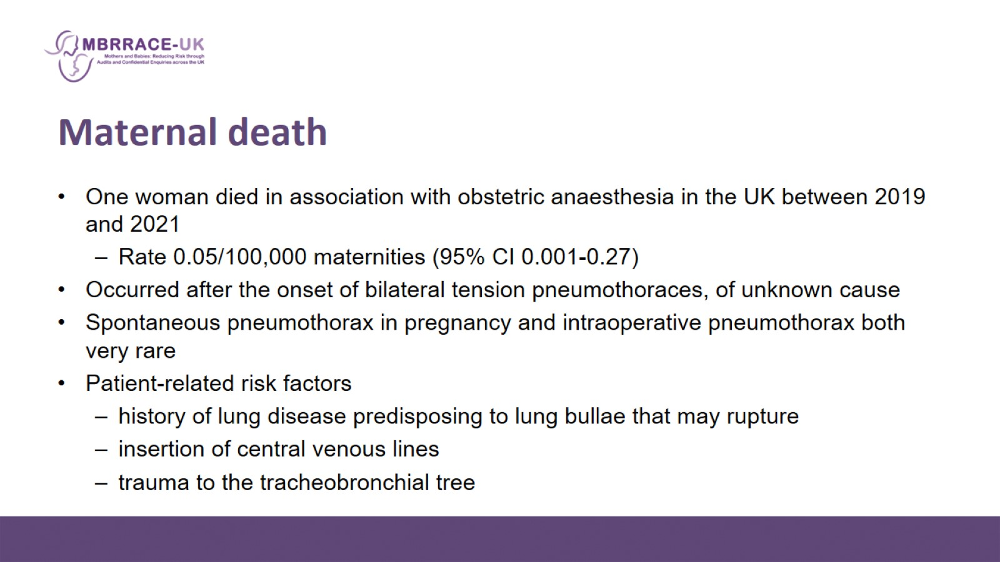 MBRRACE-UK
Mothers and Babies: Reducing Risk through
Audits and Confidential Enquiries across the UK
Maternal death
• One woman died in association with obstetric anaesthesia in the UK between 2019
and 2021
– Rate 0.05/100,000 maternities (95% CI 0.001-0.27)
• Occurred after the onset of bilateral tension pneumothoraces, of unknown cause
• Spontaneous pneumothorax in pregnancy and intraoperative pneumothorax both
very rare
• Patient-related risk factors
– history of lung disease predisposing to lung bullae that may rupture
– insertion of central venous lines
– trauma to the tracheobronchial tree